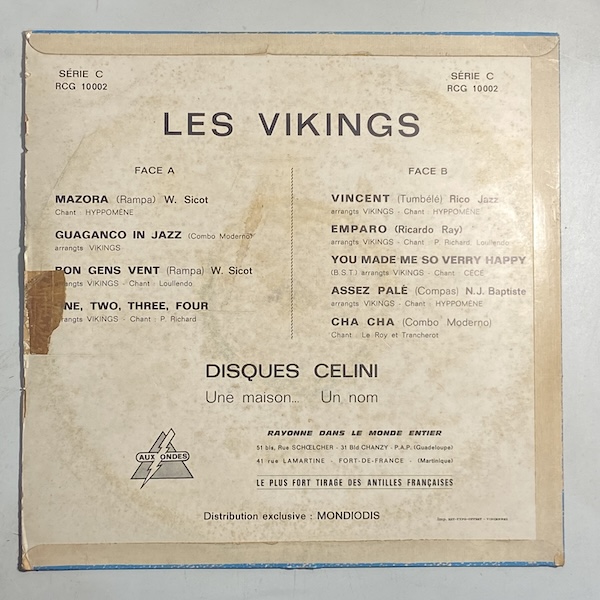 SÉRIE C
RCG 10002
SÉRIE C
RCG 10002
LES VIKINGS
FACE A
MAZORA (Rampa) W. Sicot
Chant : HYPPOMÈNE
GUAGANCO IN JAZZ (Combo Moderno)
arrangts VIKINGS
BON GENS VENT (Rampa) W. Sicot
arrangts VIKINGS - Chant : Loullendo
ONE, TWO, THREE, FOUR
arrangts VIKINGS - Chant : P. Richard
FACE B
VINCENT (Tumbélé) Rico Jazz
arrangts VIKINGS - Chant : HYPPOMÈNE
EMPARO (Ricardo Ray)
arrangts VIKINGS - Chant : P. Richard. Loullendo
YOU MADE ME SO VERRY HAPPY
(B.S.T.) arrangts VIKINGS - Chant : CÉCÉ
ASSEZ PALÈ (Compas) N.J. Baptiste
arrangts VIKINGS - Chant : HYPPOMÈNE
CHA CHA (Combo Moderno)
Chant : Le Roy et Trancherot
DISQUES CELINI
Une maison... Un nom
AUX ONDES
RAYONNE DANS LE MONDE ENTIER
51 bis, Rue SCHŒLCHER - 31 Bld CHANZY - P.A.P. (Guadeloupe)
41 rue LAMARTINE - FORT-DE-FRANCE - (Martinique)
LE PLUS FORT TIRAGE DES ANTILLES FRANÇAISES
Distribution exclusive : MONDIODIS